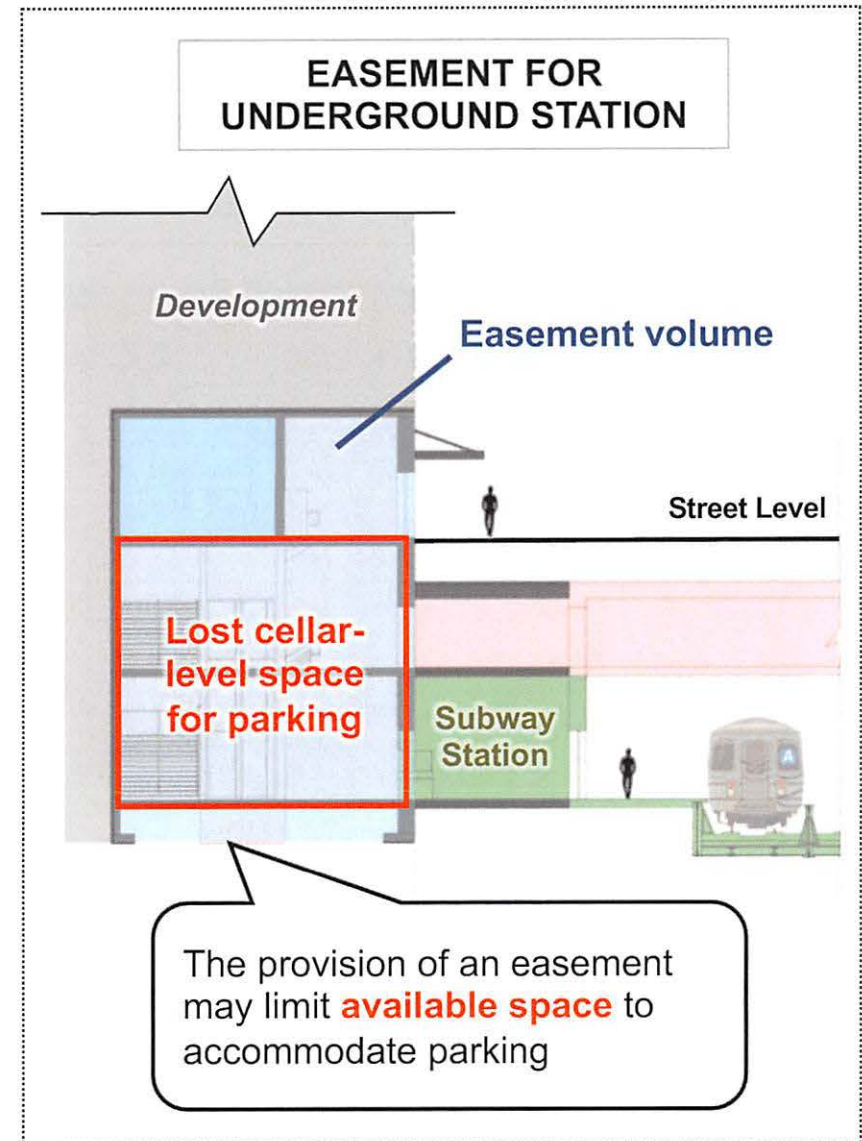 EASEMENT FOR
UNDERGROUND STATION
Development
Easement volume
Street Level
Lost cellar-
level space
for parking
Subway
Station
A
The provision of an easement
may limit available space to
accommodate parking